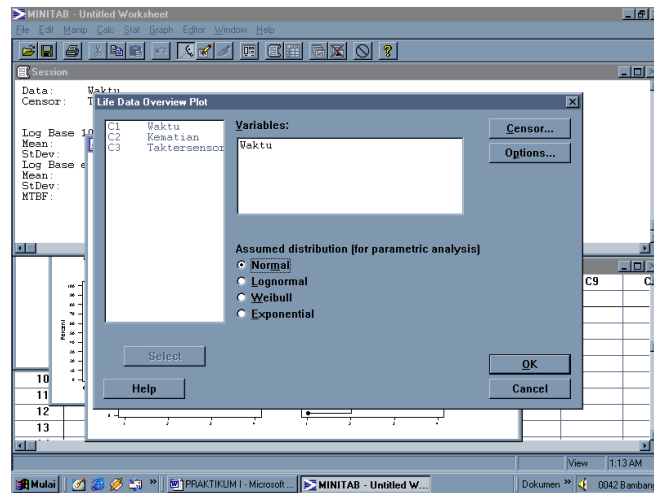 MINITAB - Untitled Worksheet
File Edit Manip Calc Stat Graph Editor Window Help
Session
Data: Waktu
Censor:
Log Base 10
Mean:
StDev:
Log Base e
Mean:
StDev:
MTBF:
Life Data Overview Plot
C1 Waktu
C2 Kematian
C3 Taktersensor
Variables:
Waktu
Censor...
Options...
Assumed distribution (for parametric analysis)
Normal
Lognormal
Weibull
Exponential
Select
Help
OK
Cancel
C9
Percent
10
11
12
13
View 1:13 AM
Mulai
PRAKTIKUM I - Microsoft ...
MINITAB - Untitled W...
Dokumen
0042 Bambang